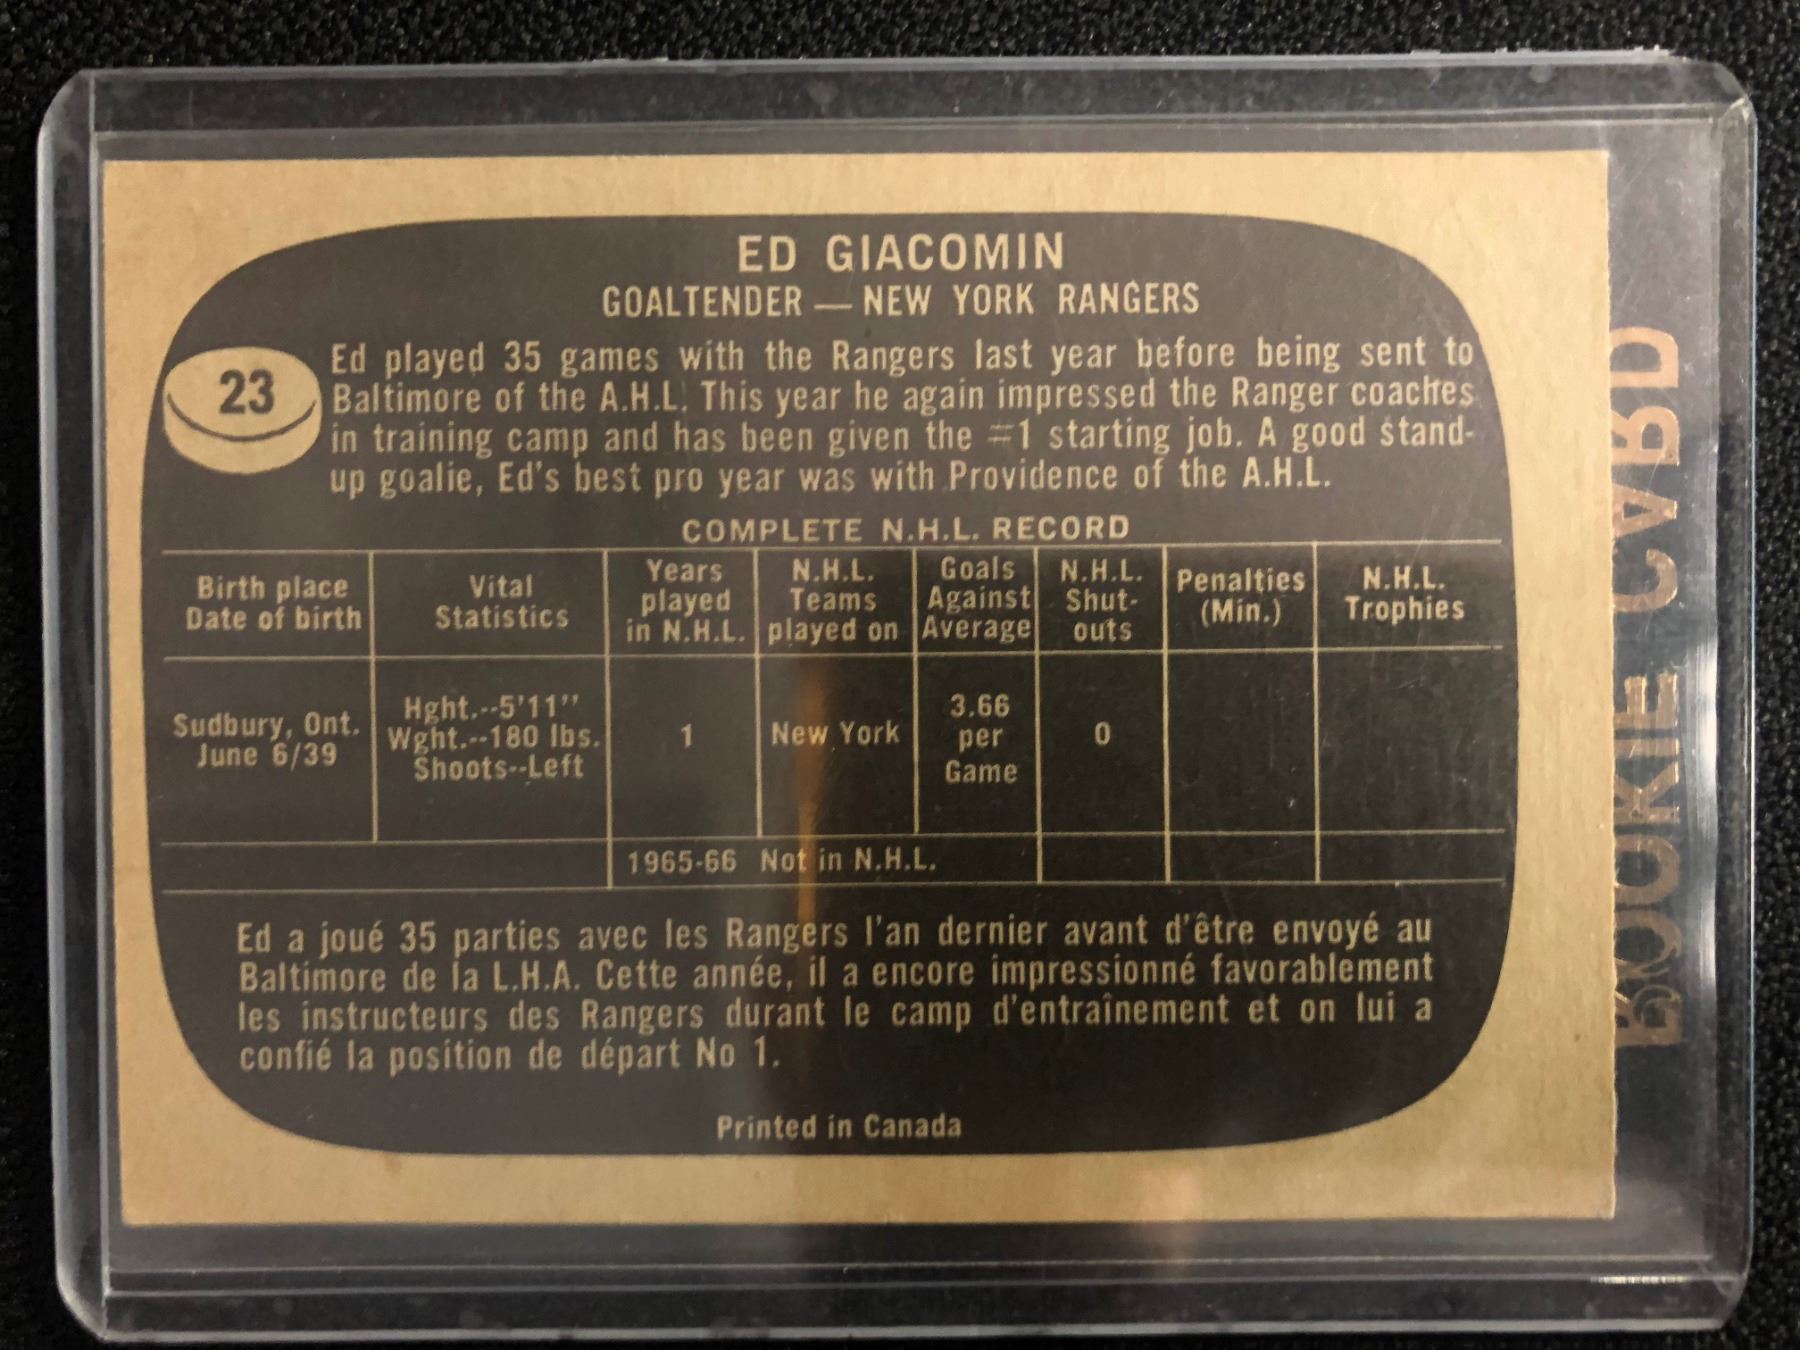 ED GIACOMIN
GOALTENDER — NEW YORK RANGERS
23
Ed played 35 games with the Rangers last year before being sent to
Baltimore of the A.H.L. This year he again impressed the Ranger coaches
in training camp and has been given the #1 starting job. A good stand-
up goalie, Ed's best pro year was with Providence of the A.H.L.
COMPLETE N.H.L. RECORD
Birth place
Date of birth
Vital
Statistics
Years
played
in N.H.L.
N.H.L.
Teams
played on
Goals
Against
Average
N.H.L.
Shut-
outs
Penalties
(Min.)
N.H.L.
Trophies
Sudbury, Ont.
June 6/39
Hght.--5'11"
Wght.--180 lbs.
Shoots--Left
1
New York
3.66
per
Game
0
1965-66 Not in N.H.L.
Ed a joué 35 parties avec les Rangers l'an dernier avant d'être envoyé au
Baltimore de la L.H.A. Cette année, il a encore impressionné favorablement
les instructeurs des Rangers durant le camp d'entraînement et on lui a
confié la position de départ No 1.
Printed in Canada
ROOKIE CARD